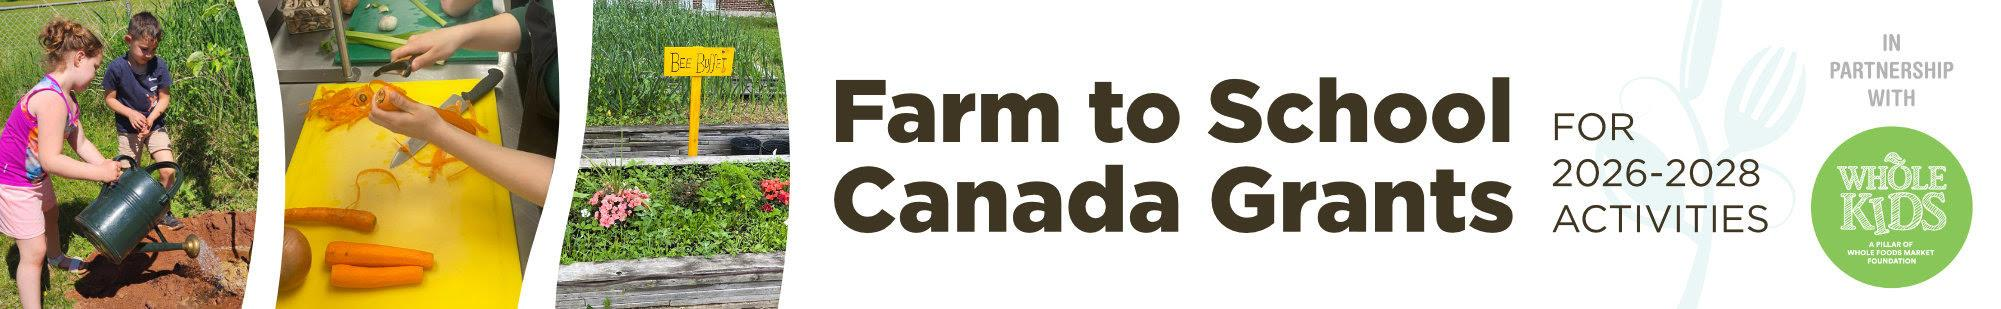 BEE BUFFET
Farm to School
Canada Grants
FOR
2026-2028
ACTIVITIES
IN
PARTNERSHIP
WITH
WHOLE
KIDS
A PILLAR OF
WHOLE FOODS MARKET
FOUNDATION